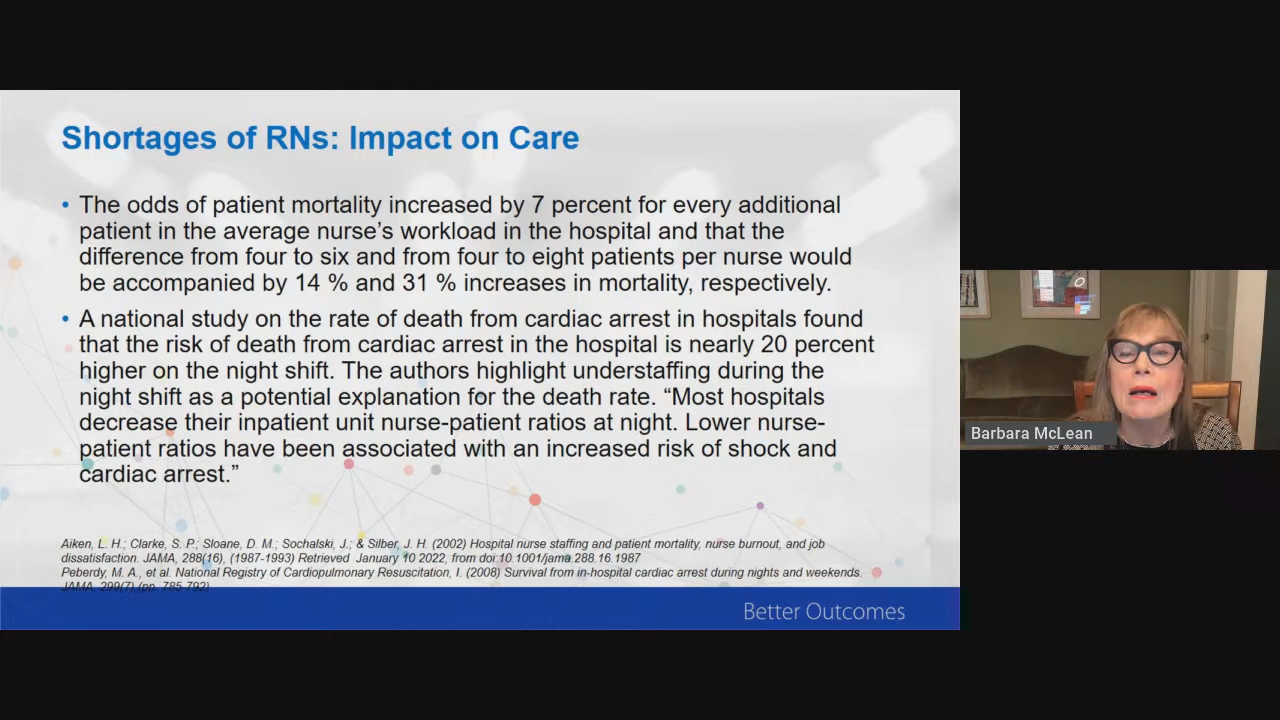 Shortages of RNs: Impact on Care
• The odds of patient mortality increased by 7 percent for every additional
patient in the average nurse’s workload in the hospital and that the
difference from four to six and from four to eight patients per nurse would
be accompanied by 14 % and 31 % increases in mortality, respectively.
• A national study on the rate of death from cardiac arrest in hospitals found
that the risk of death from cardiac arrest in the hospital is nearly 20 percent
higher on the night shift. The authors highlight understaffing during the
night shift as a potential explanation for the death rate. “Most hospitals
decrease their inpatient unit nurse-patient ratios at night. Lower nurse-
patient ratios have been associated with an increased risk of shock and
cardiac arrest.”
Aiken, L. H.; Clarke, S. P.; Sloane, D. M.; Sochalski, J.; & Silber, J. H. (2002) Hospital nurse staffing and patient mortality, nurse burnout, and job
dissatisfaction. JAMA, 288(16), (1987-1993) Retrieved January 10 2022, from doi:10.1001/jama.288.16.1987
Peberdy, M. A., et al. National Registry of Cardiopulmonary Resuscitation, I. (2008) Survival from in-hospital cardiac arrest during nights and weekends.
JAMA, 299(7),(pp. 785-792)
Better Outcomes
Barbara McLean